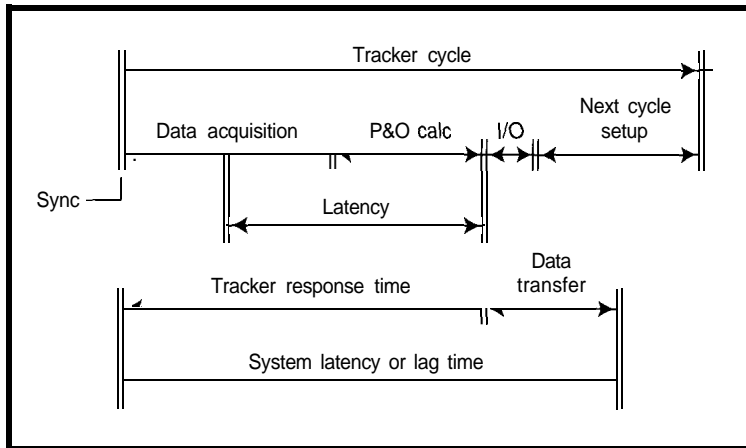 Tracker cycle
Data acquisition
P&O calc
I/O
Next cycle
setup
Sync
Latency
Tracker response time
Data
transfer
System latency or lag time